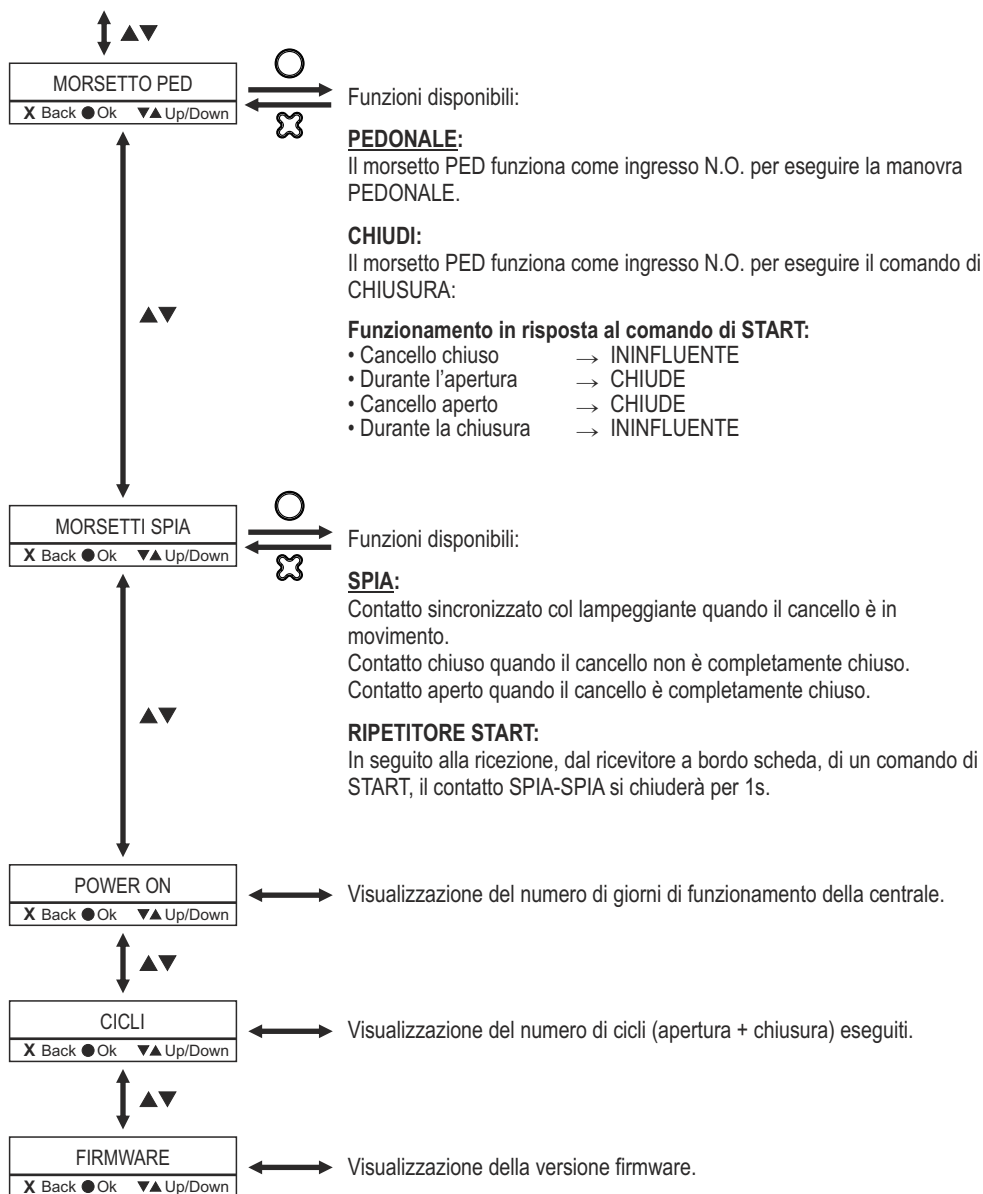 ▲▼
MORSETTO PED
X Back ●Ok ▼▲Up/Down
Funzioni disponibili:
PEDONALE:
Il morsetto PED funziona come ingresso N.O. per eseguire la manovra
PEDONALE.
CHIUDI:
Il morsetto PED funziona come ingresso N.O. per eseguire il comando di
CHIUSURA:
▲▼
Funzionamento in risposta al comando di START:
• Cancello chiuso → ININFLUENTE
• Durante l'apertura → CHIUDE
• Cancello aperto → CHIUDE
• Durante la chiusura → ININFLUENTE
MORSETTI SPIA
X Back ●Ok ▼▲Up/Down
Funzioni disponibili:
SPIA:
Contatto sincronizzato col lampeggiante quando il cancello è in
movimento.
Contatto chiuso quando il cancello non è completamente chiuso.
Contatto aperto quando il cancello è completamente chiuso.
▲▼
RIPETITORE START:
In seguito alla ricezione, dal ricevitore a bordo scheda, di un comando di
START, il contatto SPIA-SPIA si chiuderà per 1s.
POWER ON
X Back ●Ok ▼▲Up/Down
Visualizzazione del numero di giorni di funzionamento della centrale.
▲▼
CICLI
X Back ●Ok ▼▲Up/Down
Visualizzazione del numero di cicli (apertura + chiusura) eseguiti.
▲▼
FIRMWARE
X Back ●Ok ▼▲Up/Down
Visualizzazione della versione firmware.